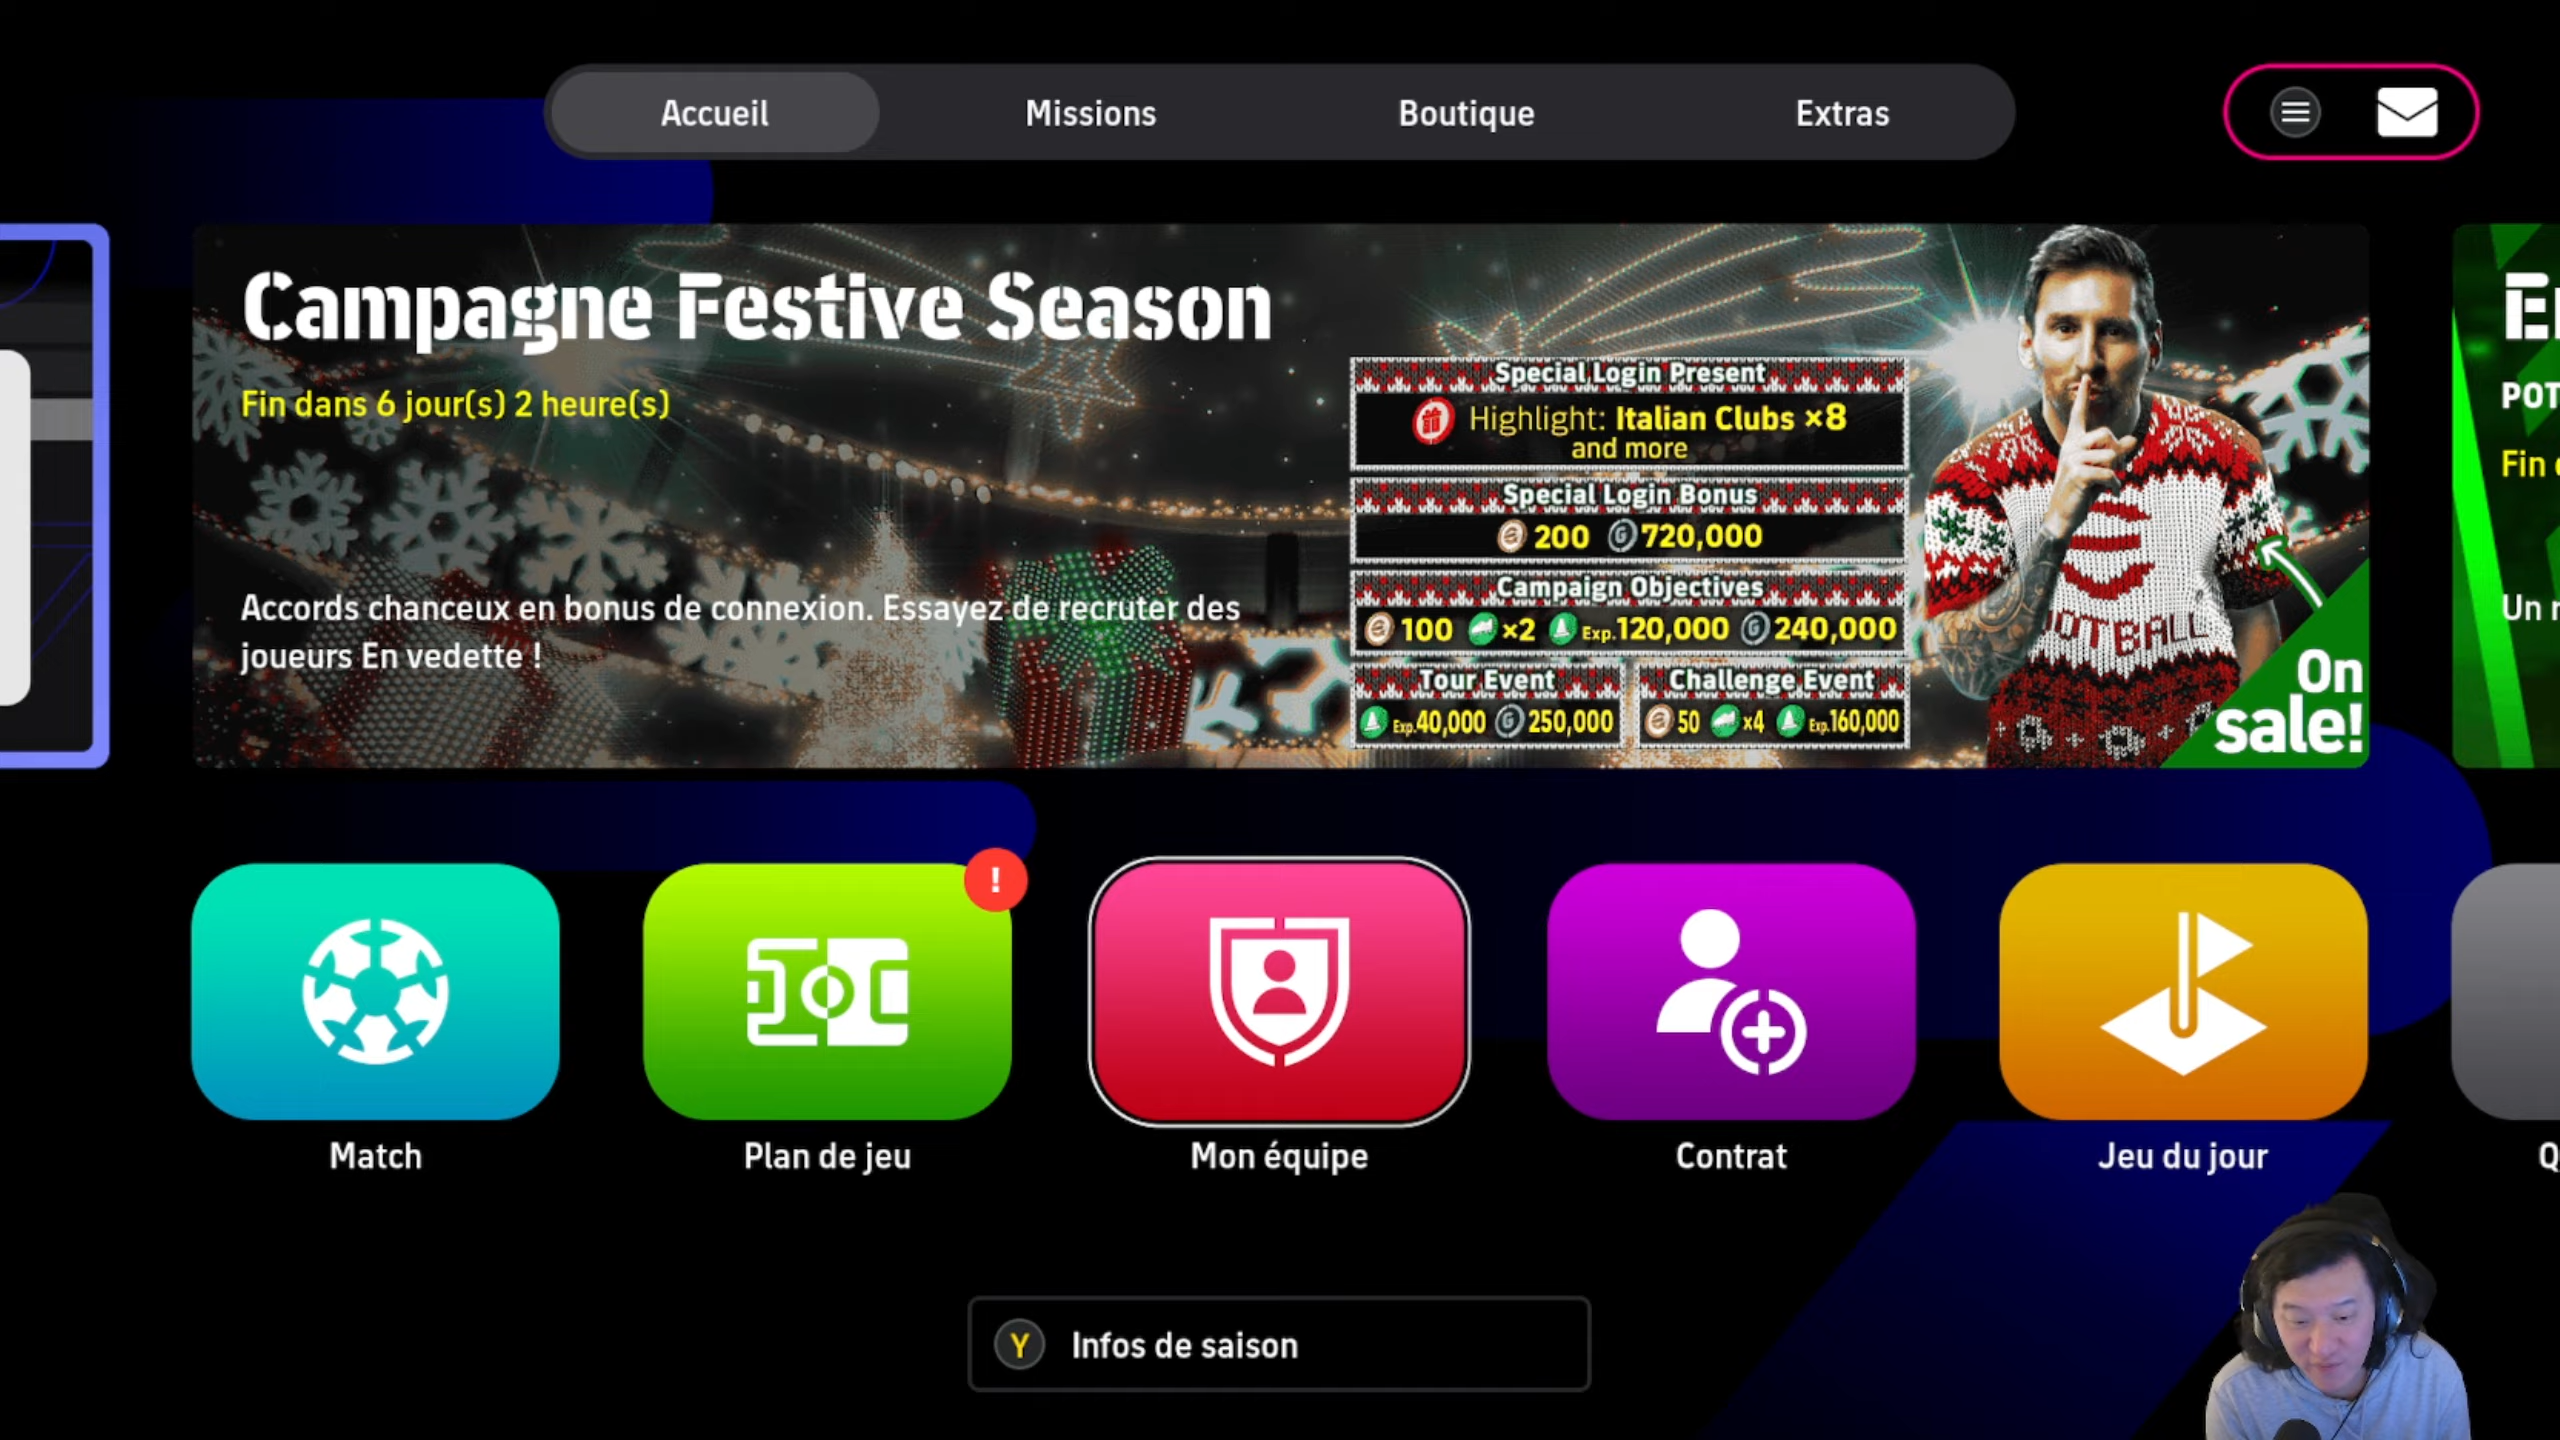 Accueil
Missions
Boutique
Extras
Campagne Festive Season
Fin dans 6 jour(s) 2 heure(s)
Accords chanceux en bonus de connexion. Essayez de recruter des
joueurs En vedette !
Special Login Present
Highlight: Italian Clubs ×8
and more
Special Login Bonus
200 720,000
Campaign Objectives
100 ×2 Exp.120,000 240,000
Tour Event
Exp.40,000 250,000
Challenge Event
50 x4 Exp.160,000
On
sale!
POT
Fin
Un
!
Match
Plan de jeu
Mon équipe
Contrat
Jeu du jour
Y Infos de saison